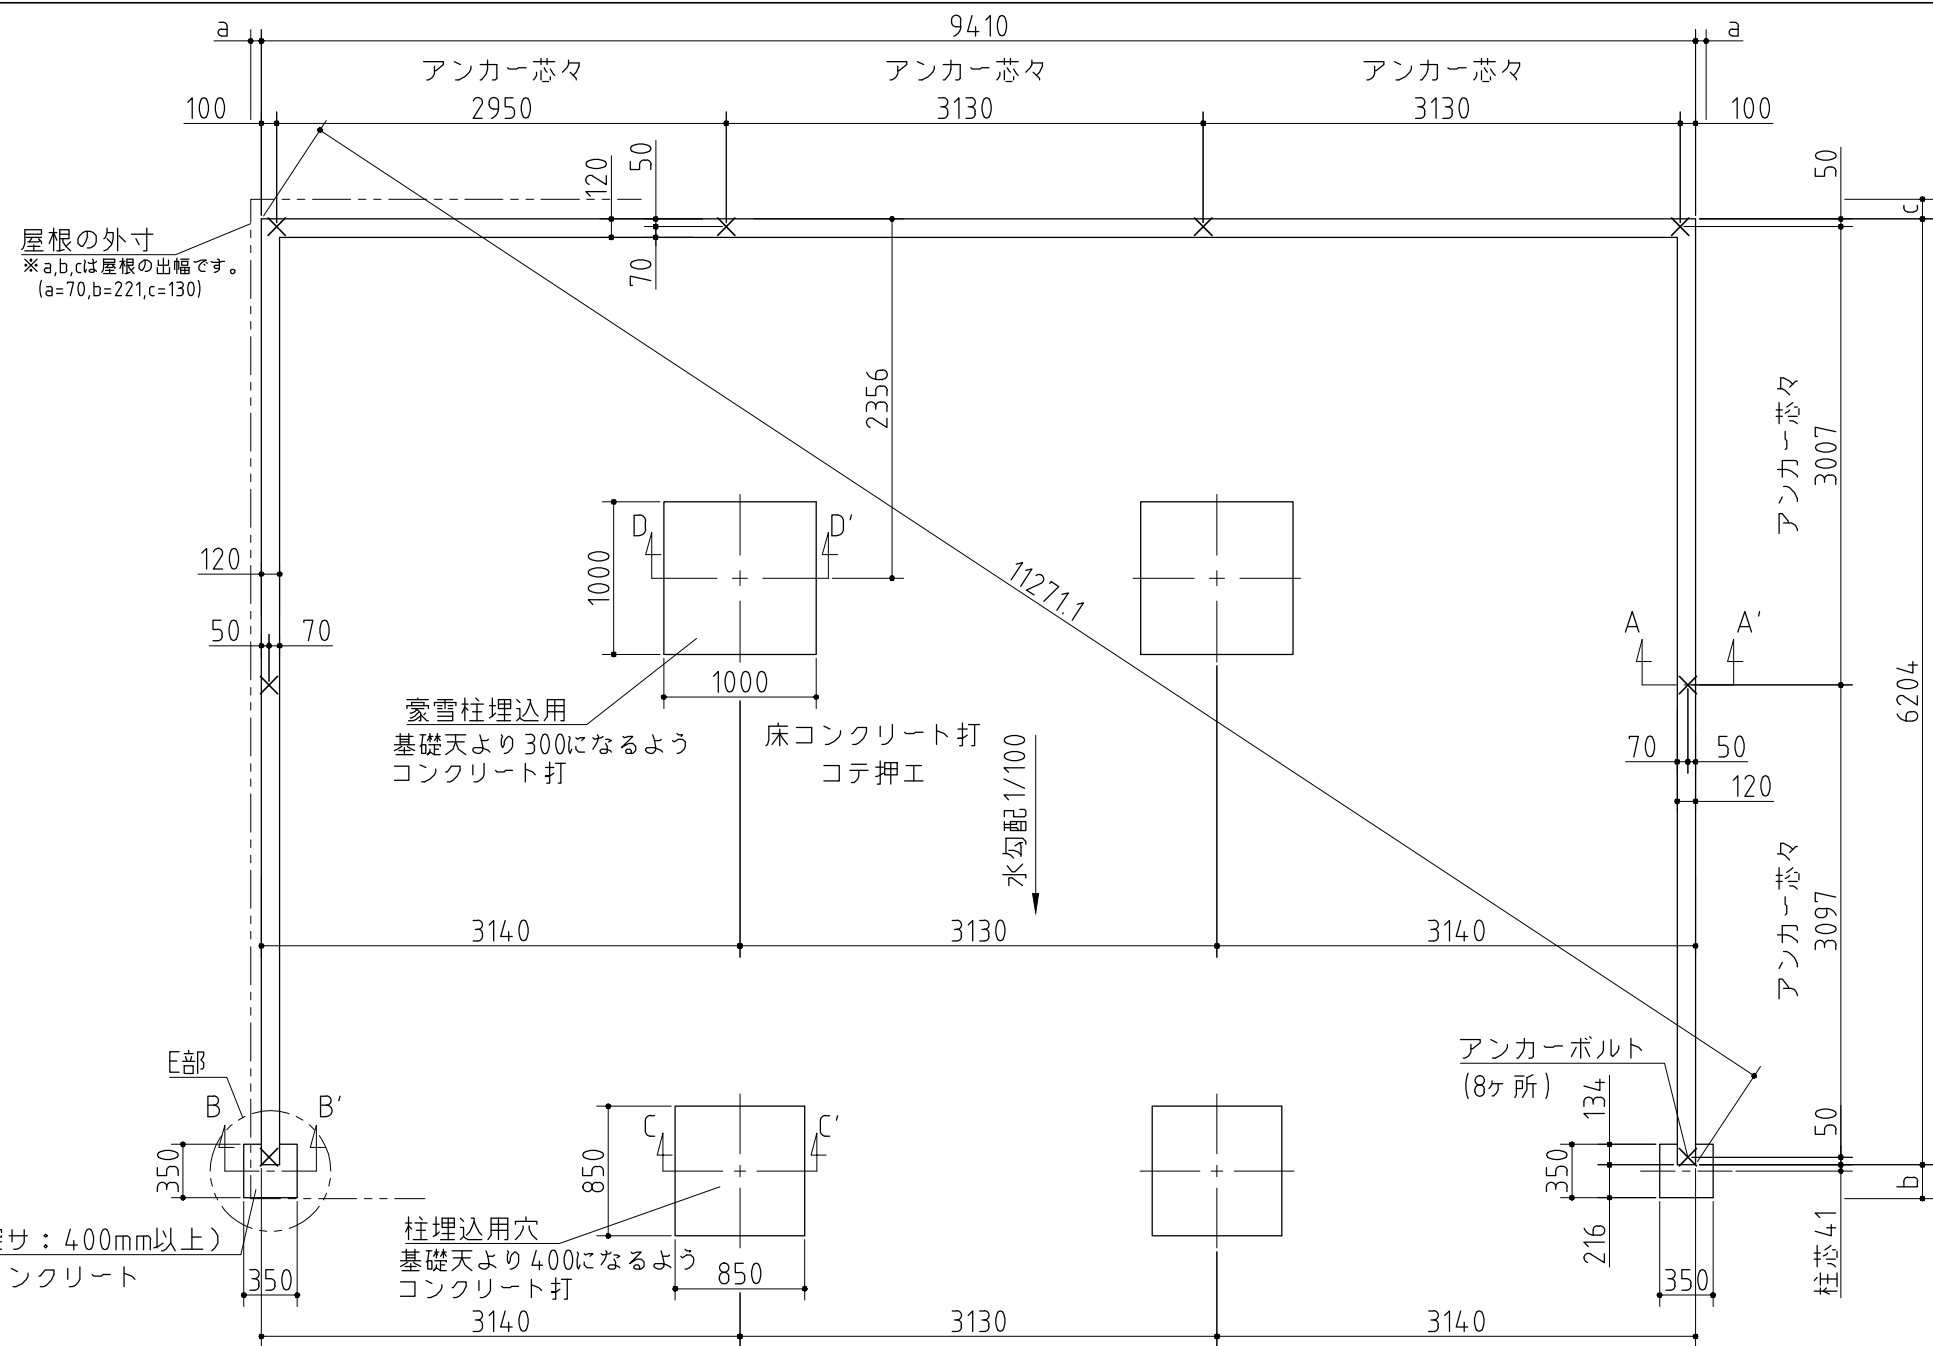 a
9410
a
アンカー芯々
アンカー芯々
アンカー芯々
100
2950
3130
3130
100
120
50
70
50
c
屋根の外寸
※a,b,cは屋根の出幅です。
(a=70,b=221,c=130)
2356
アンカー芯々
3007
D
D'
1000
1000
11271.1
120
50
70
A
A'
6204
豪雪柱埋込用
基礎天より300になるよう
コンクリート打
床コンクリート打
コテ押エ
水勾配1/100
70
50
120
アンカー芯々
3097
3140
3130
3140
E部
B
B'
350
350
C
C'
850
850
アンカーボルト
(8ヶ所)
134
350
216
350
50
b
柱芯41
サ：400mm以上)
ンクリート
柱埋込用穴
基礎天より400になるよう
コンクリート打
3140
3130
3140